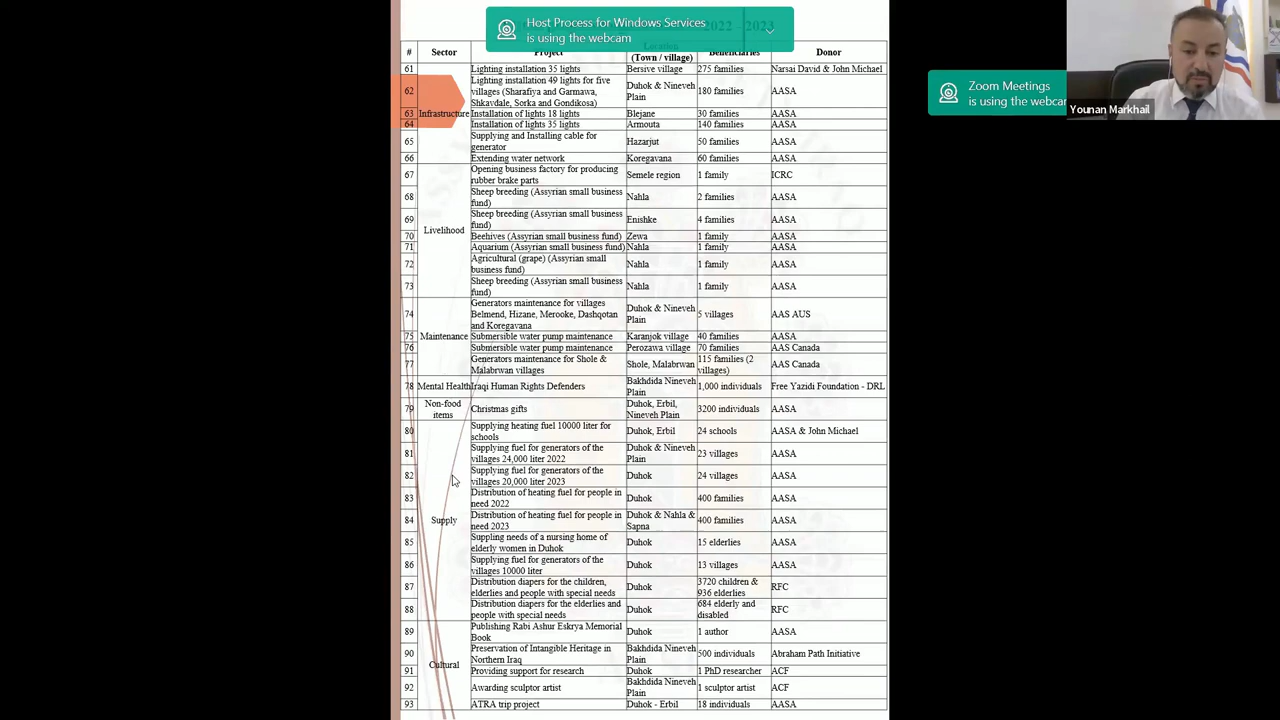 Host Process for Windows Services
is using the webcam
2022 - 2023
Zoom Meetings
is using the webcam
Younan Markhail
# Sector Project Location (Town / village) Beneficiaries Donor
61 Lighting installation 35 lights Bersive village 275 families Narsai David & John Michael
62 Lighting installation 49 lights for five villages (Sharafiya and Garmawa, Shkavdale, Sorka and Gondikosa) Duhok & Nineveh Plain 180 families AASA
Infrastructure
63 Installation of lights 18 lights Blejane 30 families AASA
64 Installation of lights 35 lights Armouta 140 families AASA
65 Supplying and Installing cable for generator Hazarjut 50 families AASA
66 Extending water network Koregavana 60 families AASA
67 Opening business factory for producing rubber brake parts Semele region 1 family ICRC
68 Sheep breeding (Assyrian small business fund) Nahla 2 families AASA
69 Sheep breeding (Assyrian small business fund) Enishke 4 families AASA
Livelihood
70 Beehives (Assyrian small business fund) Zewa 1 family AASA
71 Aquarium (Assyrian small business fund) Nahla 1 family AASA
72 Agricultural (grape) (Assyrian small business fund) Nahla 1 family AASA
73 Sheep breeding (Assyrian small business fund) Nahla 1 family AASA
74 Generators maintenance for villages Belmend, Hizane, Merooke, Dashqotan and Koregavana Duhok & Nineveh Plain 5 villages AAS AUS
Maintenance
75 Submersible water pump maintenance Karanjok village 40 families AASA
76 Submersible water pump maintenance Perozawa village 70 families AAS Canada
77 Generators maintenance for Shole & Malabrwan villages Shole, Malabrwan 115 families (2 villages) AAS Canada
78 Mental Health Iraqi Human Rights Defenders Bakhdida Nineveh Plain 1,000 individuals Free Yazidi Foundation - DRL
79 Non-food items Christmas gifts Duhok, Erbil, Nineveh Plain 3200 individuals AASA
80 Supplying heating fuel 10000 liter for schools Duhok, Erbil 24 schools AASA & John Michael
81 Supplying fuel for generators of the villages 24,000 liter 2022 Duhok & Nineveh Plain 23 villages AASA
82 Supplying fuel for generators of the villages 20,000 liter 2023 Duhok 24 villages AASA
83 Distribution of heating fuel for people in need 2022 Duhok 400 families AASA
Supply
84 Distribution of heating fuel for people in need 2023 Duhok & Nahla & Sapna 400 families AASA
85 Suppling needs of a nursing home of elderly women in Duhok Duhok 15 elderlies AASA
86 Supplying fuel for generators of the villages 10000 liter Duhok 13 villages AASA
87 Distribution diapers for the children, elderlies and people with special needs Duhok 3720 children & 936 elderlies RFC
88 Distribution diapers for the elderlies and people with special needs Duhok 684 elderly and disabled RFC
89 Publishing Rabi Ashur Eskrya Memorial Book Duhok 1 author AASA
90 Preservation of Intangible Heritage in Northern Iraq Bakhdida Nineveh Plain 500 individuals Abraham Path Initiative
Cultural
91 Providing support for research Duhok 1 PhD researcher ACF
92 Awarding sculptor artist Bakhdida Nineveh Plain 1 sculptor artist ACF
93 ATRA trip project Duhok - Erbil 18 individuals AASA